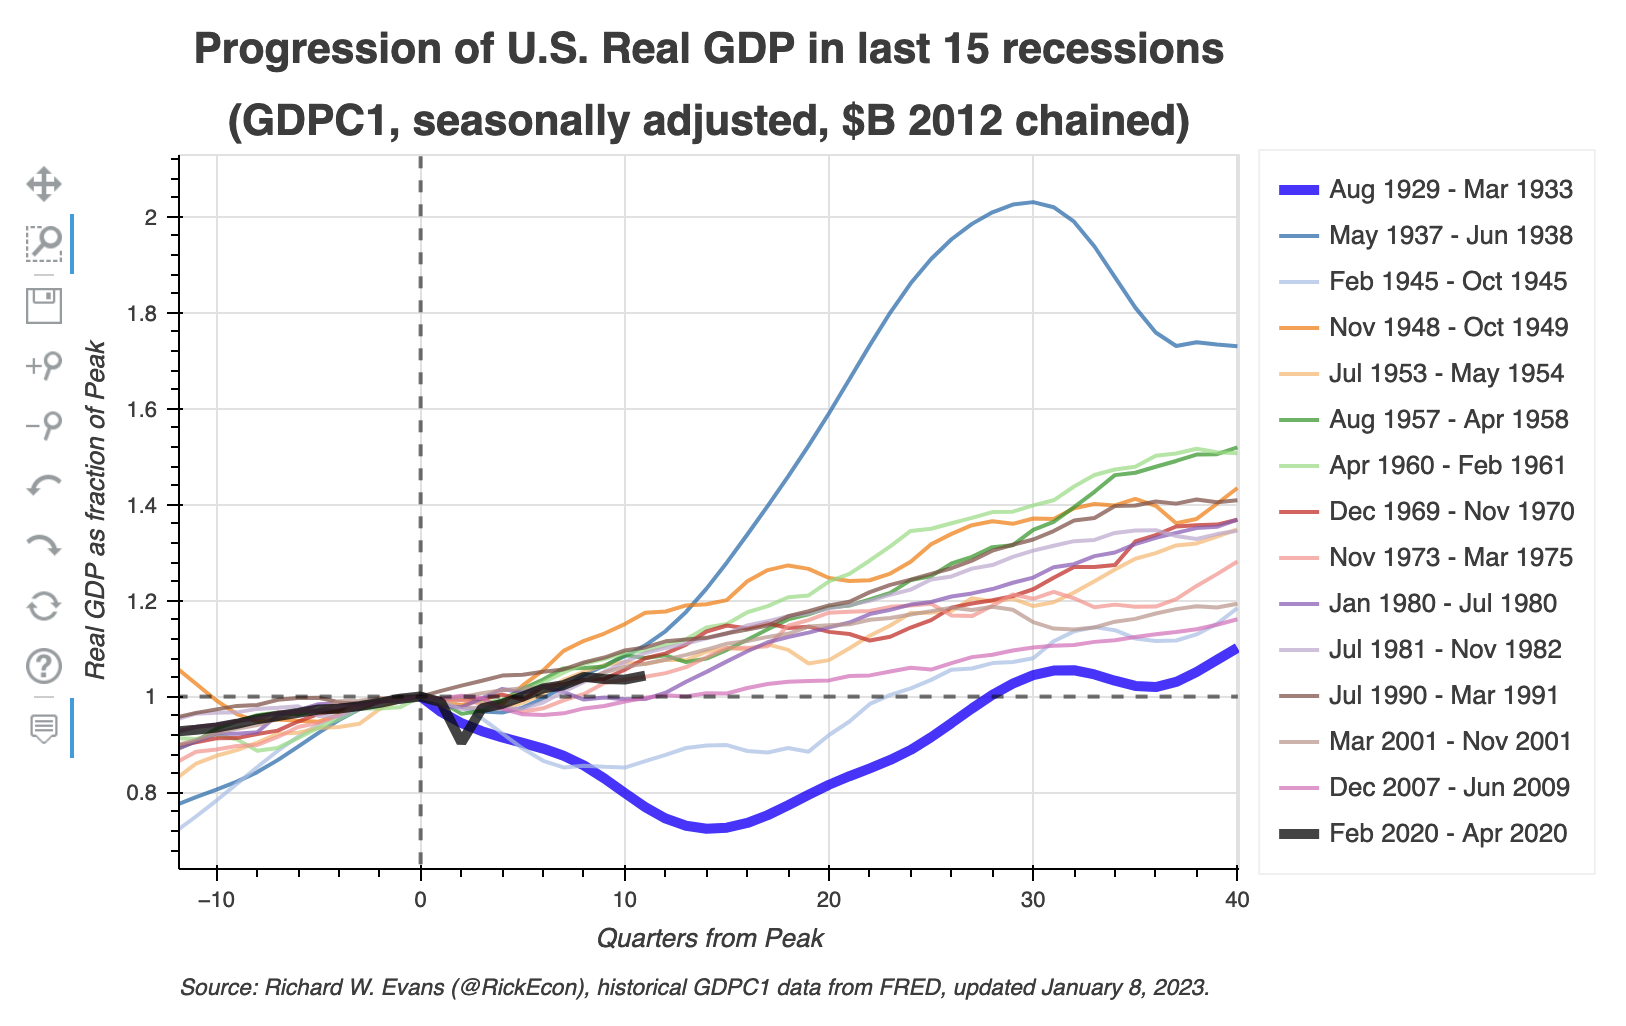 Progression of U.S. Real GDP in last 15 recessions
(GDPC1, seasonally adjusted, $B 2012 chained)
Real GDP as fraction of Peak
2
1.8
1.6
1.4
1.2
1
0.8
−10
0
10
20
30
40
Quarters from Peak
Aug 1929 - Mar 1933
May 1937 - Jun 1938
Feb 1945 - Oct 1945
Nov 1948 - Oct 1949
Jul 1953 - May 1954
Aug 1957 - Apr 1958
Apr 1960 - Feb 1961
Dec 1969 - Nov 1970
Nov 1973 - Mar 1975
Jan 1980 - Jul 1980
Jul 1981 - Nov 1982
Jul 1990 - Mar 1991
Mar 2001 - Nov 2001
Dec 2007 - Jun 2009
Feb 2020 - Apr 2020
Source: Richard W. Evans (@RickEcon), historical GDPC1 data from FRED, updated January 8, 2023.